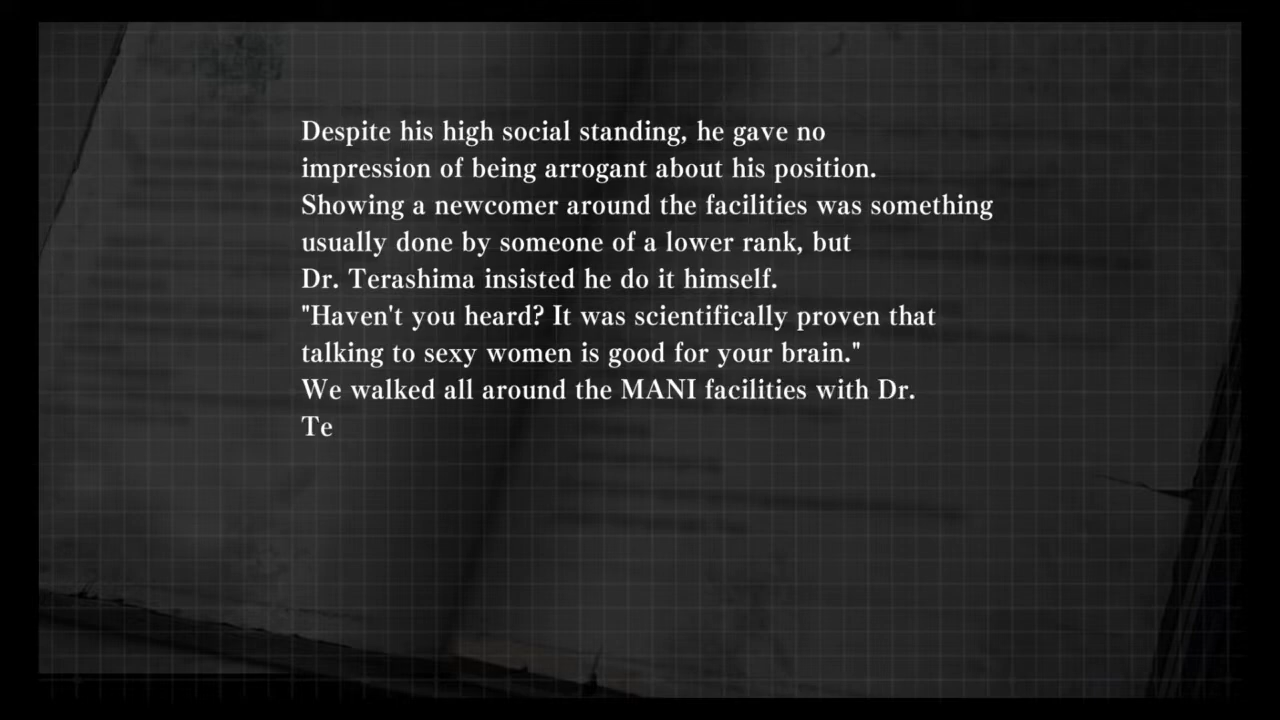 Despite his high social standing, he gave no
impression of being arrogant about his position.
Showing a newcomer around the facilities was something
usually done by someone of a lower rank, but
Dr. Terashima insisted he do it himself.
"Haven't you heard? It was scientifically proven that
talking to sexy women is good for your brain."
We walked all around the MANI facilities with Dr.
Te